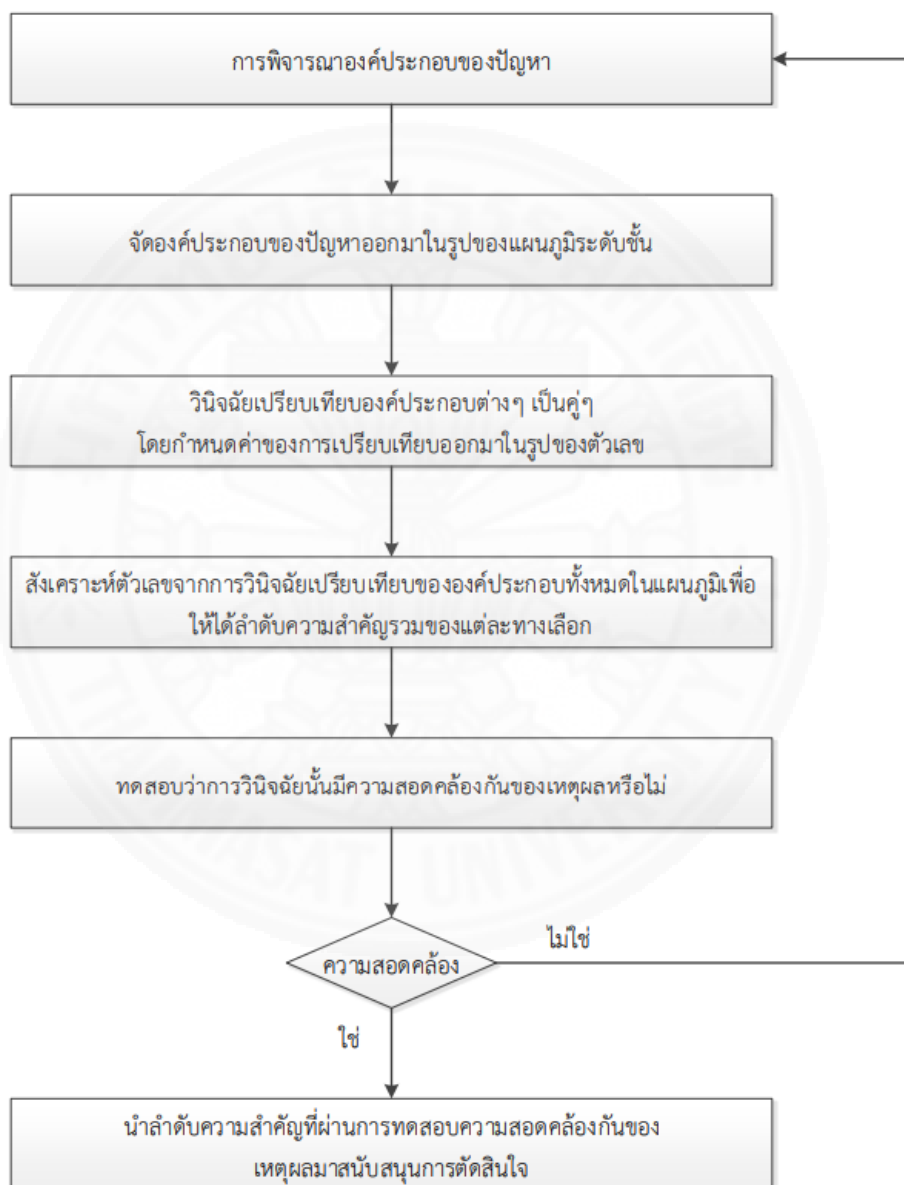 การพิจารณาองค์ประกอบของปัญหา
จัดองค์ประกอบของปัญหาออกมาในรูปของแผนภูมิระดับชั้น
วินิจฉัยเปรียบเทียบองค์ประกอบต่างๆ เป็นคู่ๆ
โดยกำหนดค่าของการเปรียบเทียบออกมาในรูปของตัวเลข
สังเคราะห์ตัวเลขจากการวินิจฉัยเปรียบเทียบขององค์ประกอบทั้งหมดในแผนภูมิเพื่อ
ให้ได้ลำดับความสำคัญรวมของแต่ละทางเลือก
ทดสอบว่าการวินิจฉัยนั้นมีความสอดคล้องกันของเหตุผลหรือไม่
THAMMASAT UNIVERSITY
ไม่ใช่
ความสอดคล้อง
ใช่
นำลำดับความสำคัญที่ผ่านการทดสอบความสอดคล้องกันของ
เหตุผลมาสนับสนุนการตัดสินใจ